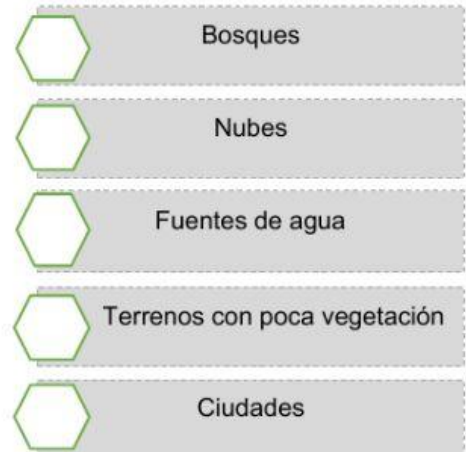 Bosques
Nubes
Fuentes de agua
Terrenos con poca vegetación
Ciudades